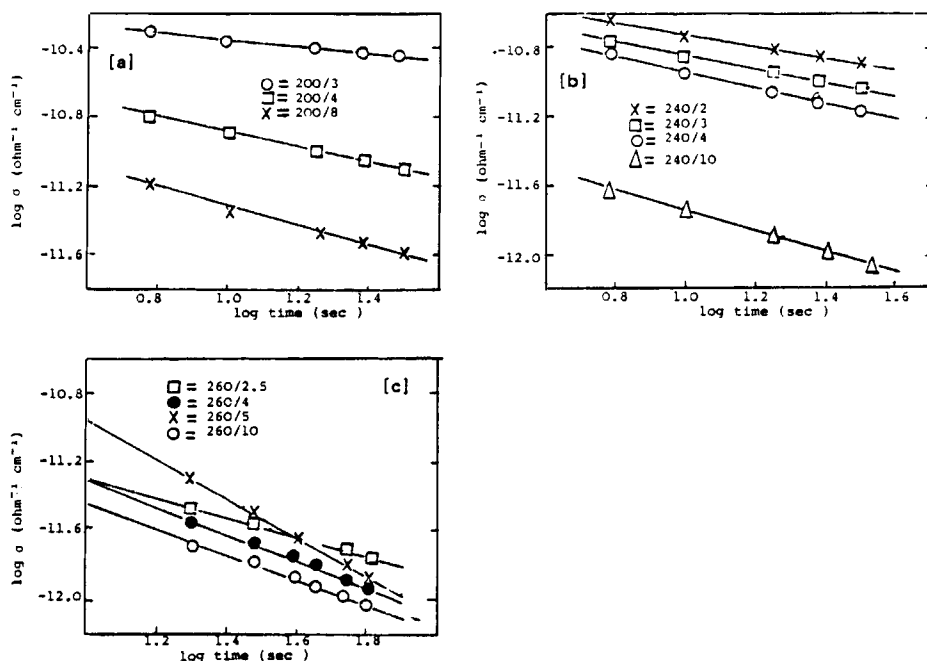 [a]
-10.4
-10.8
-11.2
-11.6
log σ (ohm⁻¹ cm⁻¹)
○ = 200/3
□ = 200/4
× = 200/8
0.8 1.0 1.2 1.4
log time (sec)
[b]
-10.8
-11.2
-11.6
-12.0
log σ (ohm⁻¹ cm⁻¹)
× = 240/2
□ = 240/3
○ = 240/4
△ = 240/10
0.8 1.0 1.2 1.4 1.6
log time (sec)
[c]
-10.8
-11.2
-11.6
-12.0
log σ (ohm⁻¹ cm⁻¹)
□ = 260/2.5
● = 260/4
× = 260/5
○ = 260/10
1.2 1.4 1.6 1.8
log time (sec)